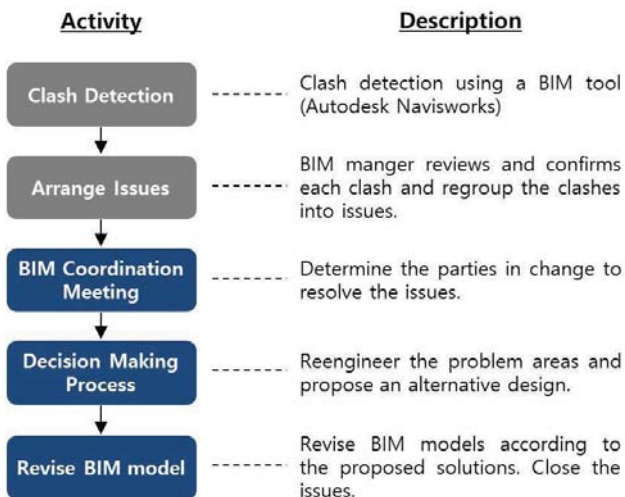 Activity
Description
Clash Detection
Clash detection using a BIM tool
(Autodesk Navisworks)
Arrange Issues
BIM manger reviews and confirms
each clash and regroup the clashes
into issues.
BIM Coordination
Meeting
Determine the parties in change to
resolve the issues.
Decision Making
Process
Reengineer the problem areas and
propose an alternative design.
Revise BIM model
Revise BIM models according to
the proposed solutions. Close the
issues.